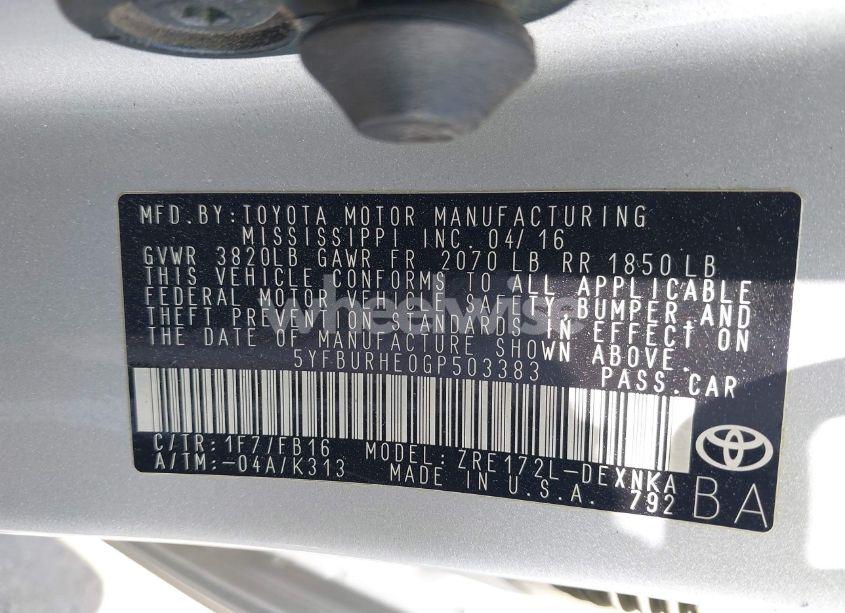 MFD.BY:TOYOTA MOTOR MANUFACTURING
MISSISSIPPI INC. 04/16
GVWR 3820LB GAWR FR 2070 LB RR 1850 LB
THIS VEHICLE CONFORMS TO ALL APPLICABLE
FEDERAL MOTOR VEHICLE SAFETY,BUMPER,AND
THEFT PREVENTION STANDARDS IN EFFECT ON
THE DATE OF MANUFACTURE SHOWN ABOVE.
5YFBURHE0GP503383 PASS.CAR
C/TR: 1F7/FB16 MODEL: ZRE172L-DEXNKA
A/TM:-04A/K313 MADE IN U.S.A. 792 BA
wheelwise